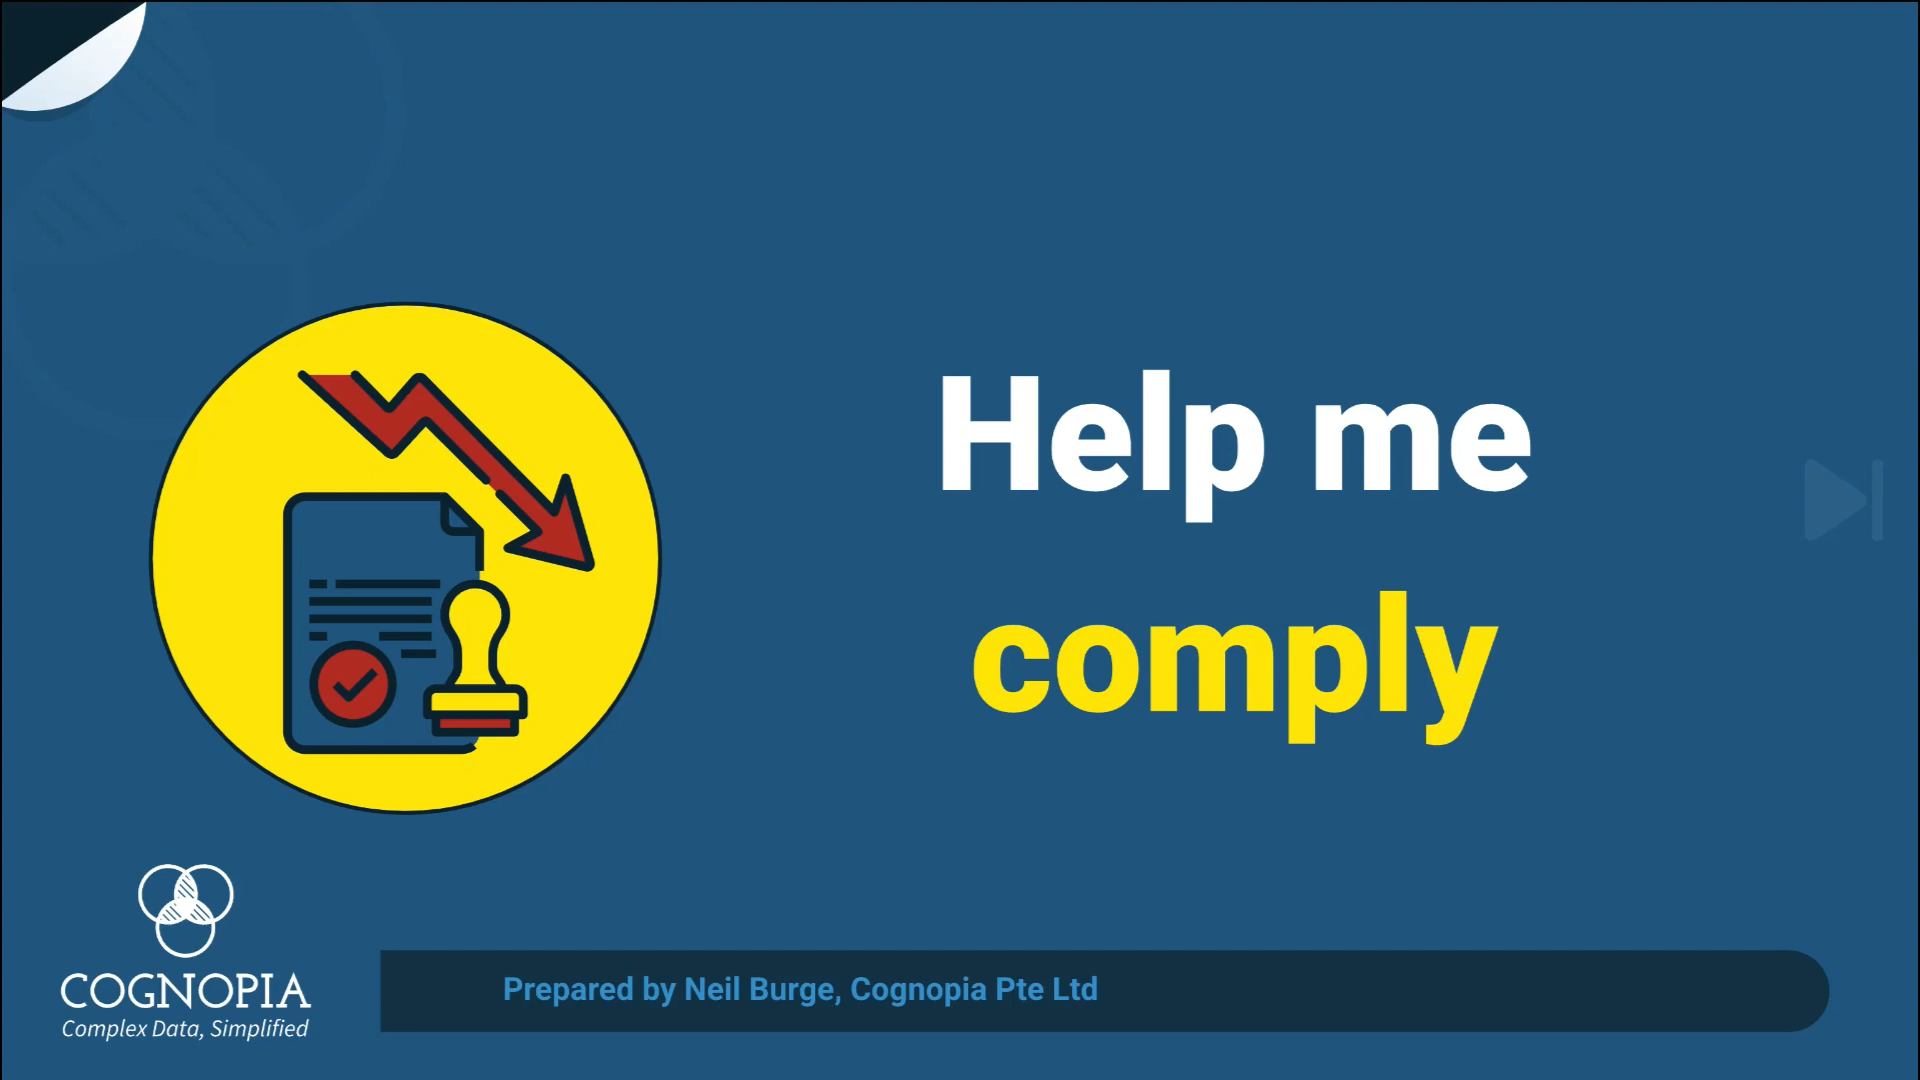 Help me
comply
COGNOPIA
Complex Data, Simplified
Prepared by Neil Burge, Cognopia Pte Ltd